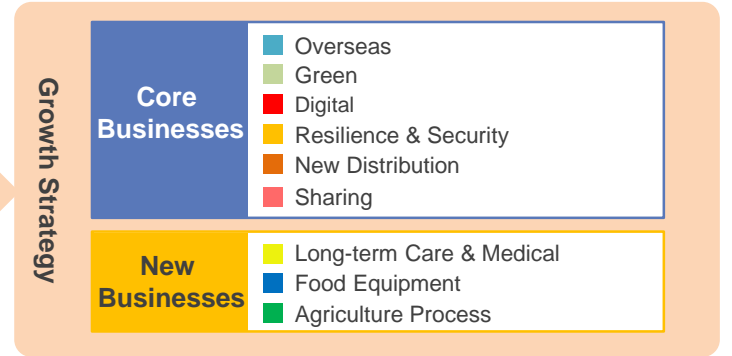 Growth Strategy
Core
Businesses
Overseas
Green
Digital
Resilience & Security
New Distribution
Sharing
New
Businesses
Long-term Care & Medical
Food Equipment
Agriculture Process